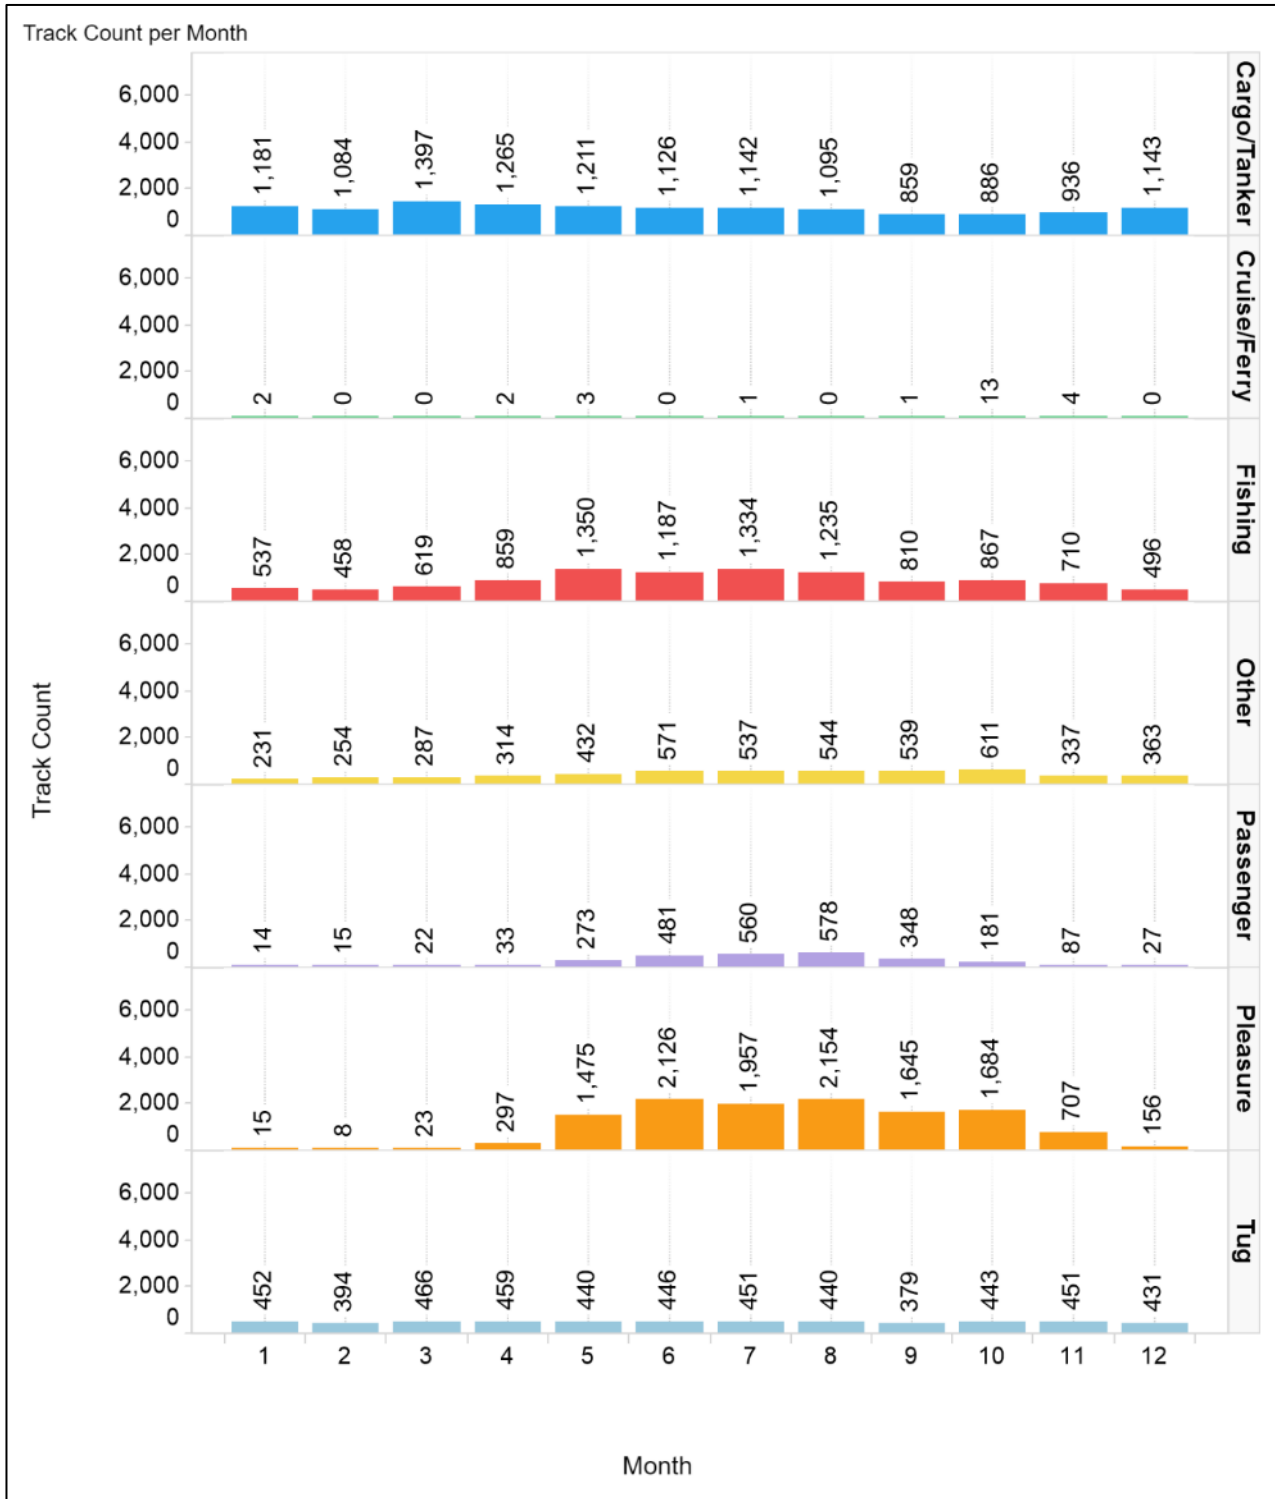 Track Count per Month
Track Count
6,000
4,000
2,000
0
1,181 1,084 1,397 1,265 1,211 1,126 1,142 1,095 859 886 936 1,143
Cargo/Tanker
6,000
4,000
2,000
0
2 0 0 2 3 0 1 0 1 13 4 0
Cruise/Ferry
6,000
4,000
2,000
0
537 458 619 859 1,350 1,187 1,334 1,235 810 867 710 496
Fishing
6,000
4,000
2,000
0
231 254 287 314 432 571 537 544 539 611 337 363
Other
6,000
4,000
2,000
0
14 15 22 33 273 481 560 578 348 181 87 27
Passenger
6,000
4,000
2,000
0
15 8 23 297 1,475 2,126 1,957 2,154 1,645 1,684 707 156
Pleasure
6,000
4,000
2,000
0
452 394 466 459 440 446 451 440 379 443 451 431
Tug
1 2 3 4 5 6 7 8 9 10 11 12
Month